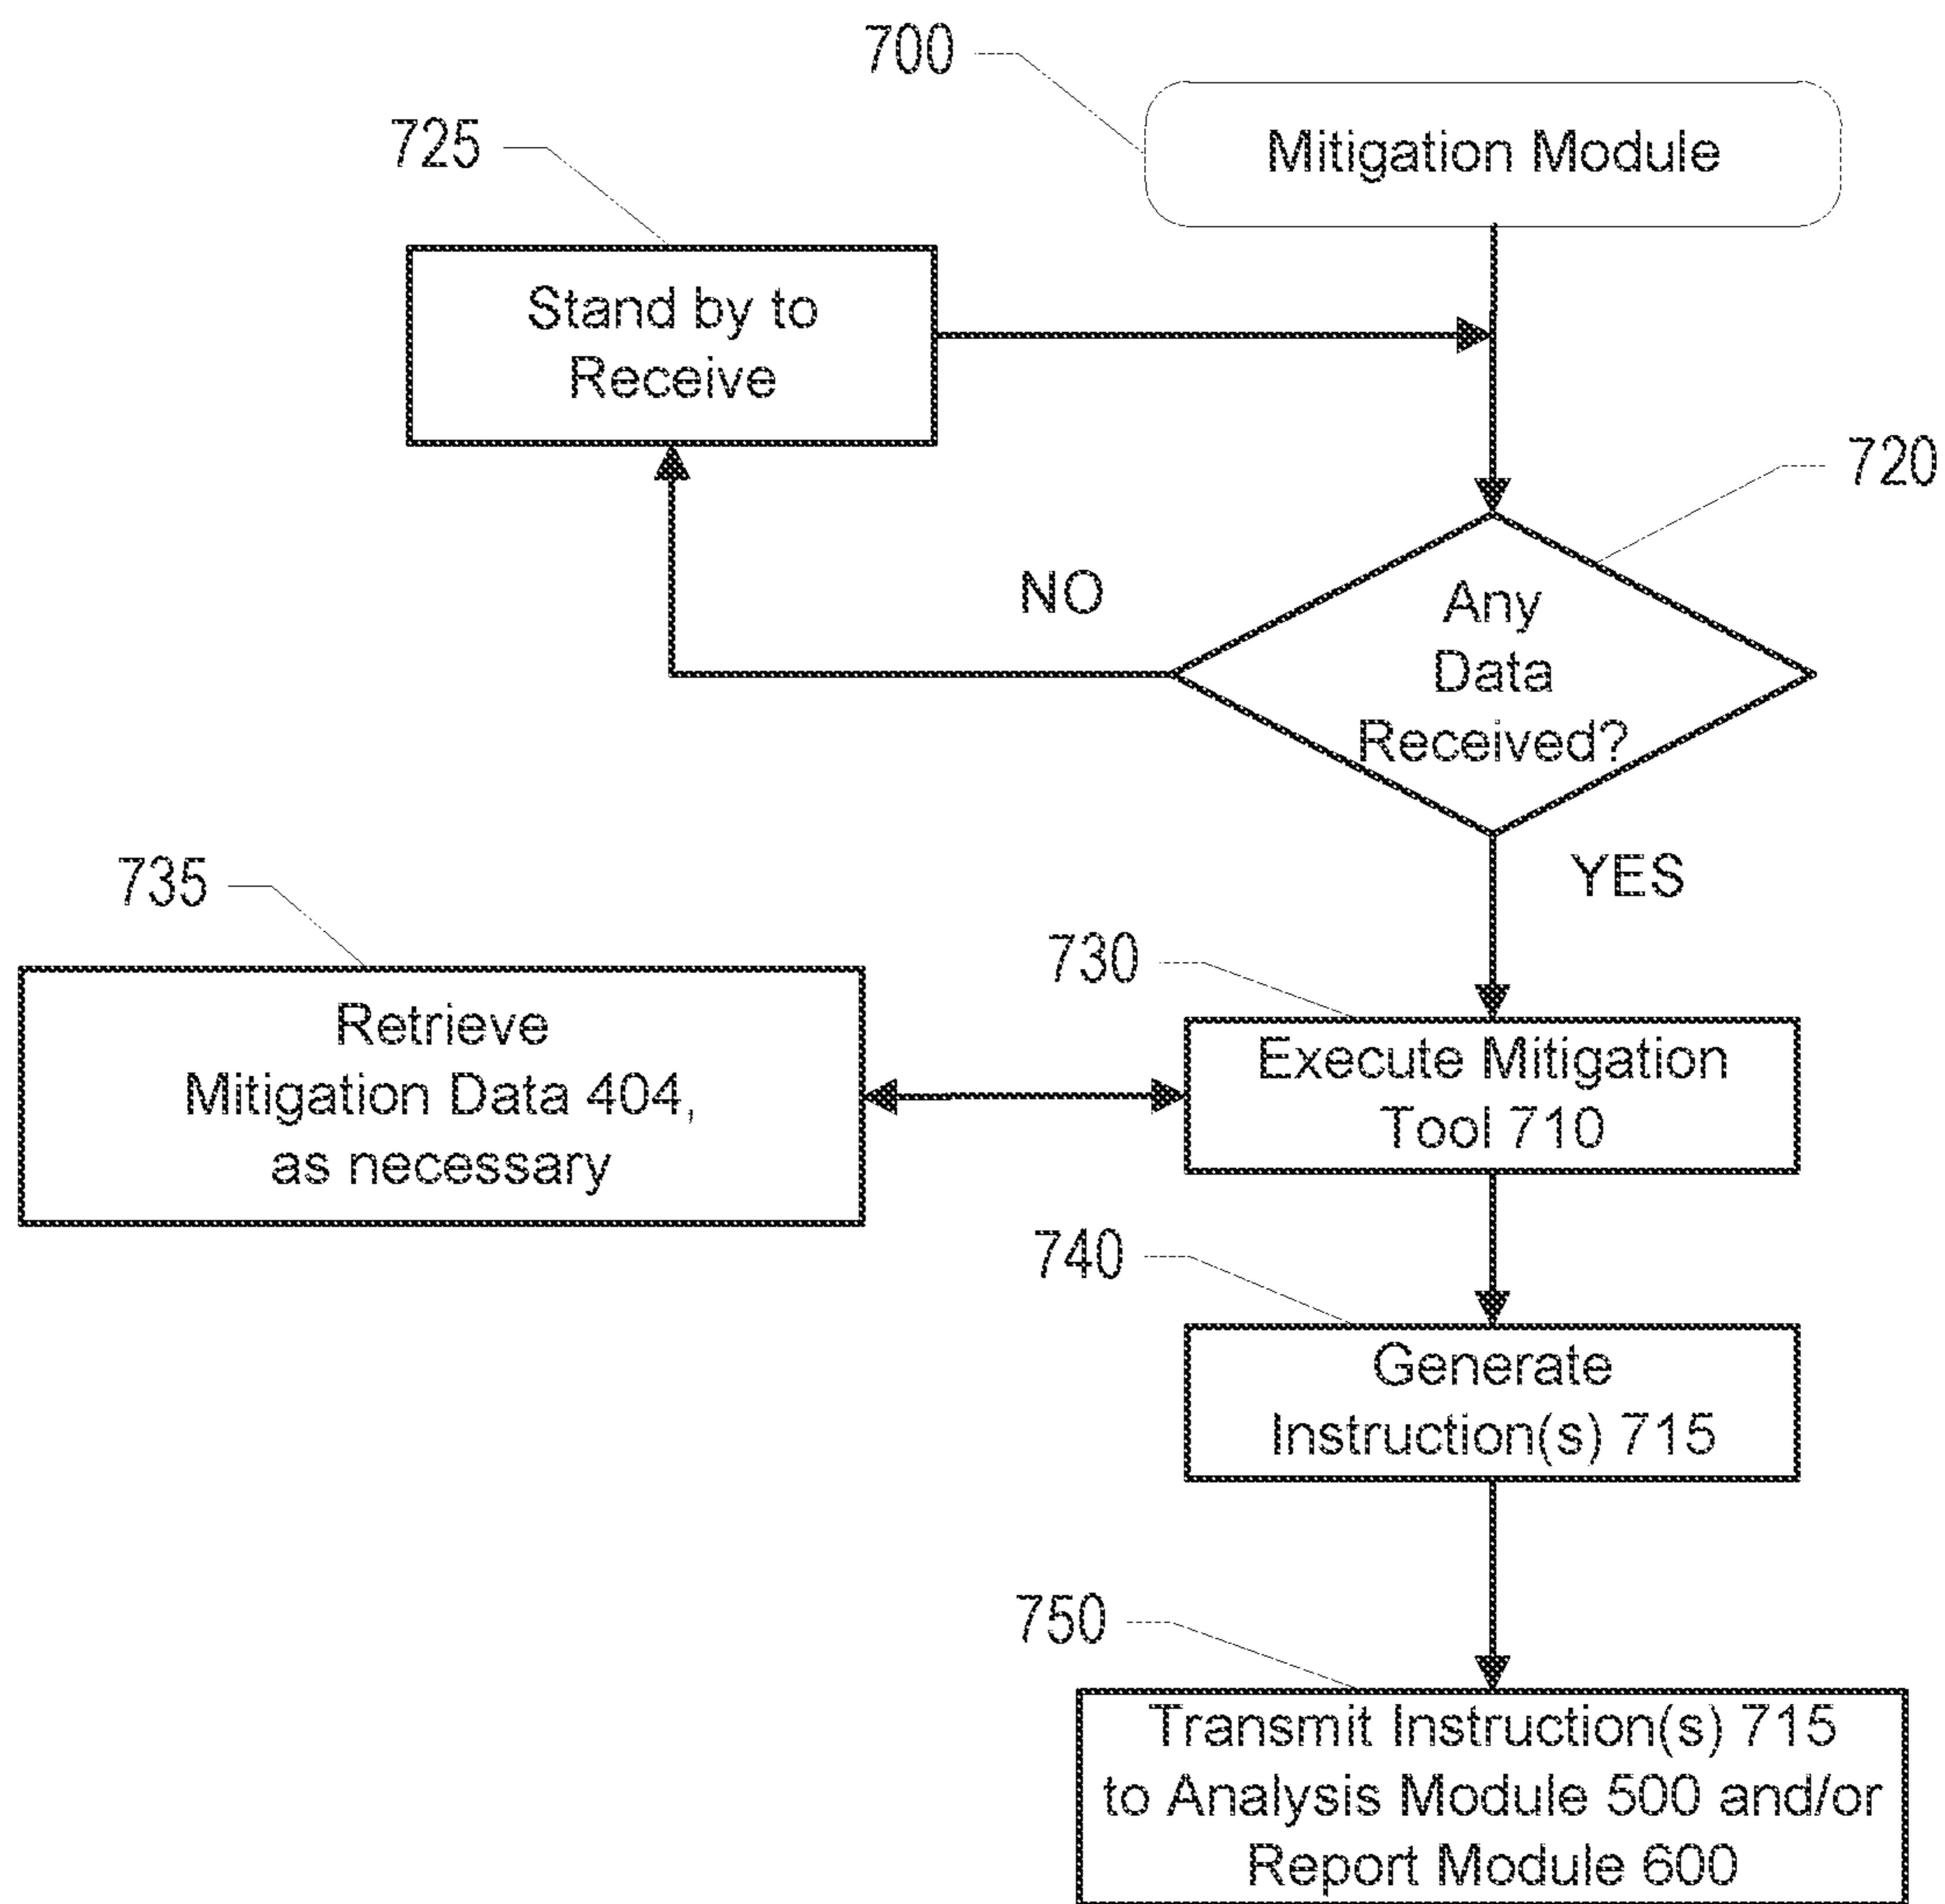 700
Mitigation Module
725
Stand by to
Receive
720
NO
Any
Data
Received?
YES
735
Retrieve
Mitigation Data 404,
as necessary
730
Execute Mitigation
Tool 710
740
Generate
Instruction(s) 715
750
Transmit Instruction(s) 715
to Analysis Module 500 and/or
Report Module 600